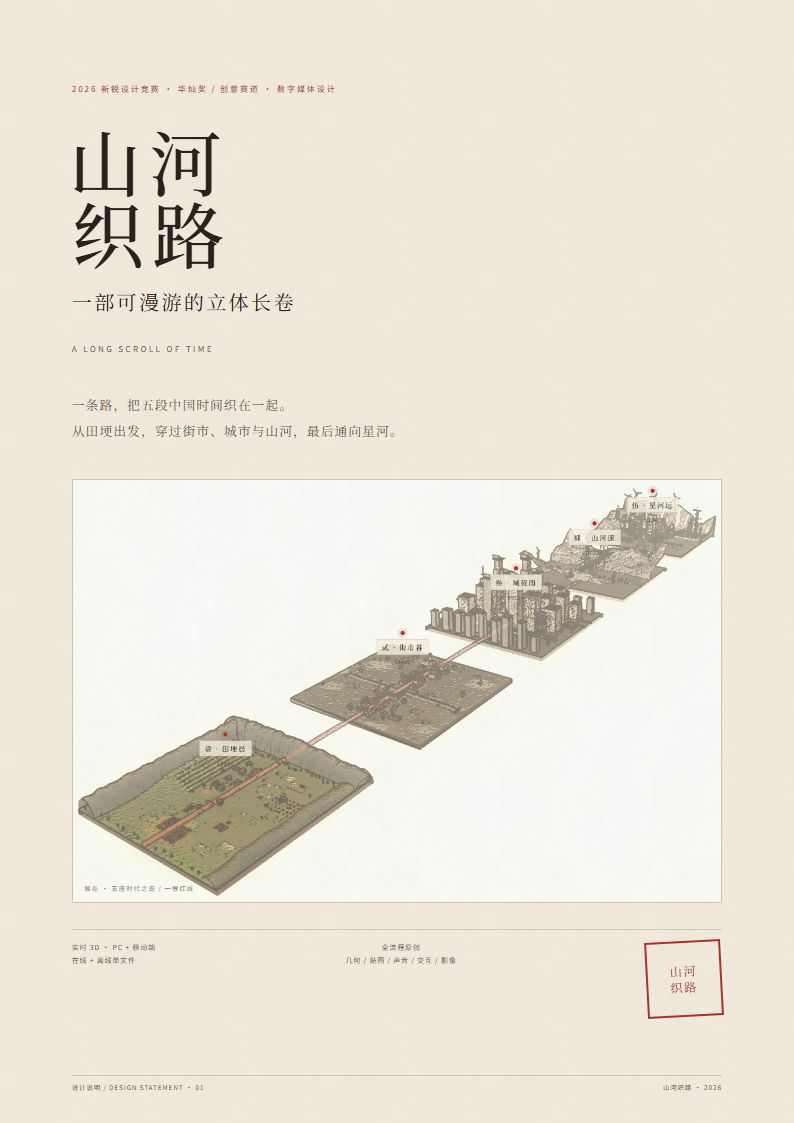 2026 新锐设计竞赛 · 华灿奖 / 创意赛道 · 数字媒体设计
山河
织路
一部可漫游的立体长卷
A LONG SCROLL OF TIME
一条路，把五段中国时间织在一起。
从田埂出发，穿过街市、城市与山河，最后通向星河。
伍 · 星河远
肆 · 山河速
叁 · 城夜雨
贰 · 街市暮
壹 · 田埂晨
展卷 · 五座时代之岛 / 一根红线
实时 3D · PC + 移动端
在线 + 离线单文件
全流程原创
几何 / 贴图 / 声音 / 交互 / 影像
山河
织路
设计说明 / DESIGN STATEMENT · 01
山河织路 · 2026